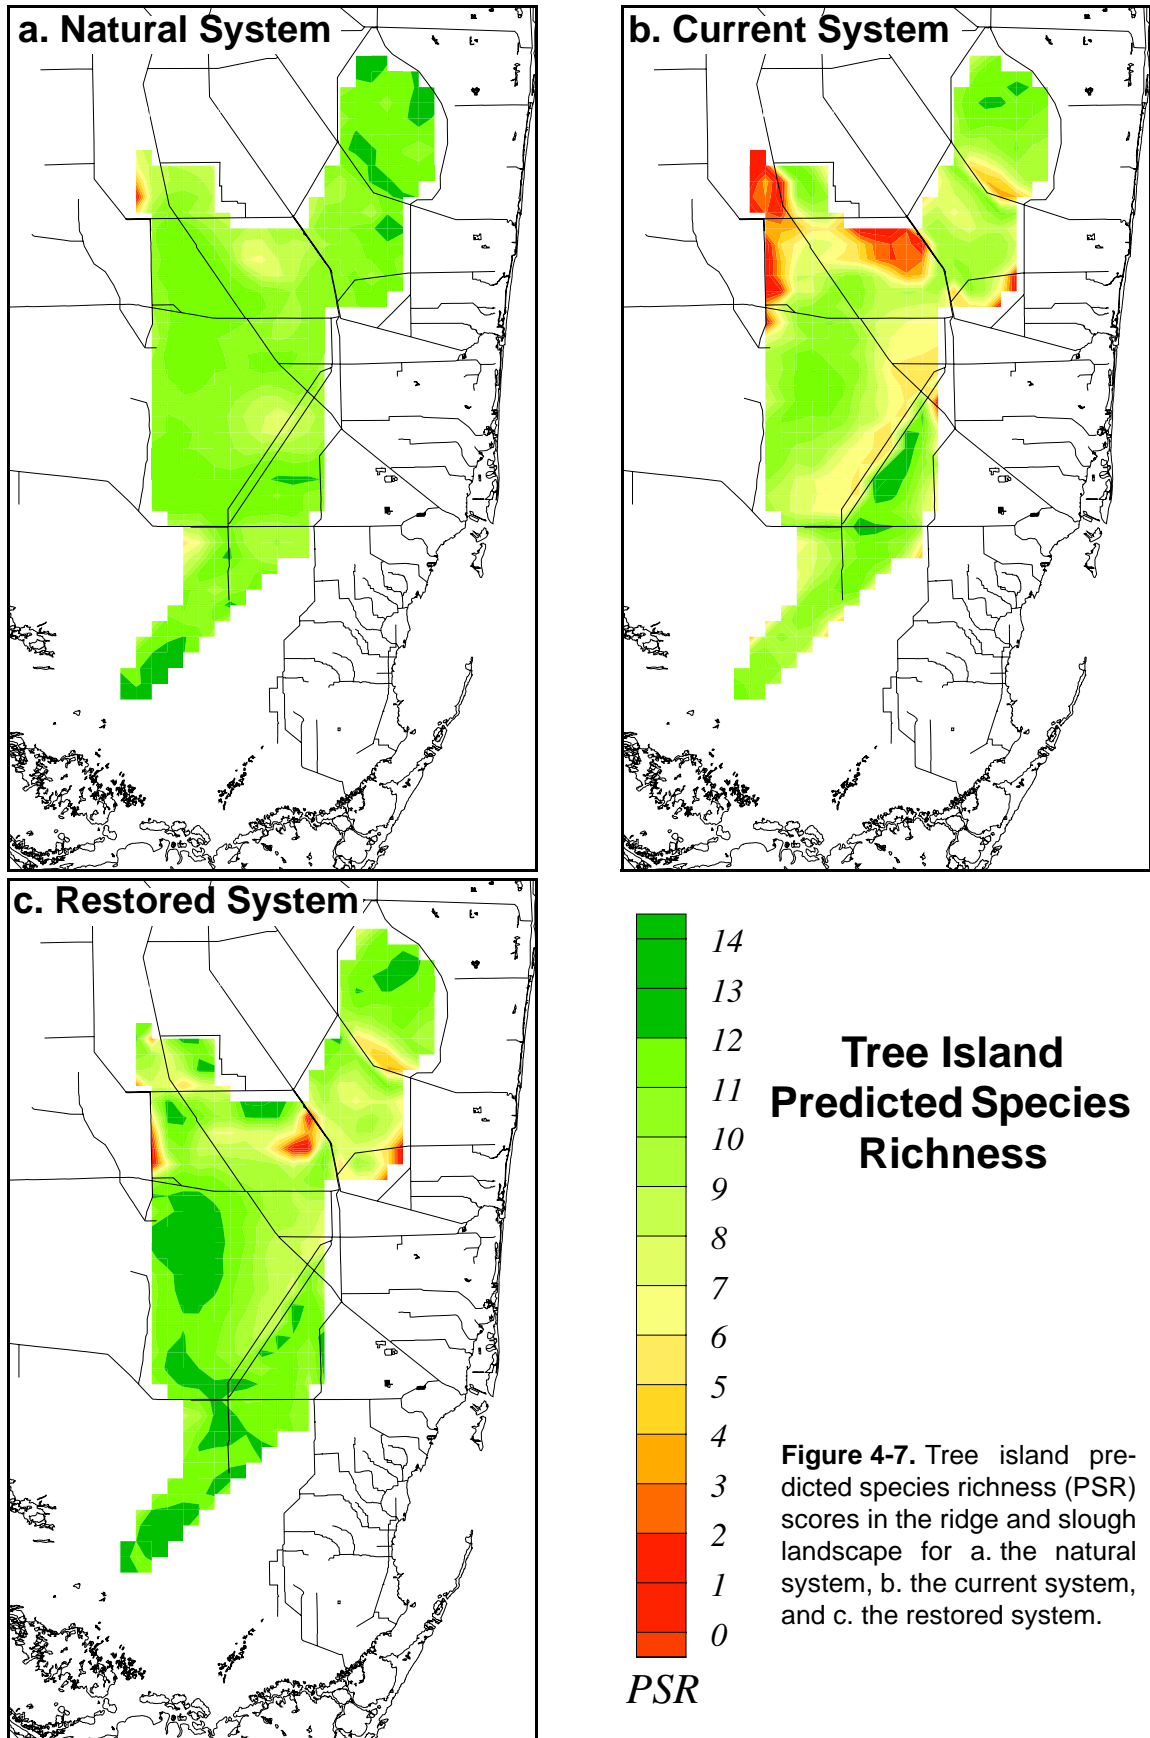 a. Natural System
b. Current System
c. Restored System
14
13
12
11
10
9
8
7
6
5
4
3
2
1
0
PSR
Tree Island
Predicted Species
Richness
Figure 4-7. Tree island pre-
dicted species richness (PSR)
scores in the ridge and slough
landscape for a. the natural
system, b. the current system,
and c. the restored system.